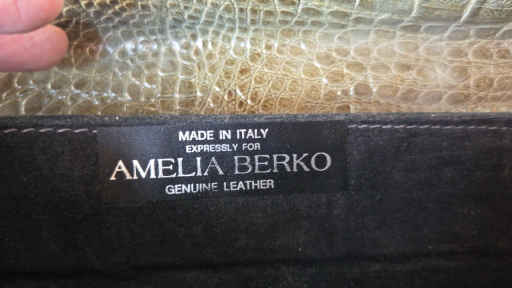 MADE IN ITALY
EXPRESSLY FOR
AMELIA BERKO
GENUINE LEATHER